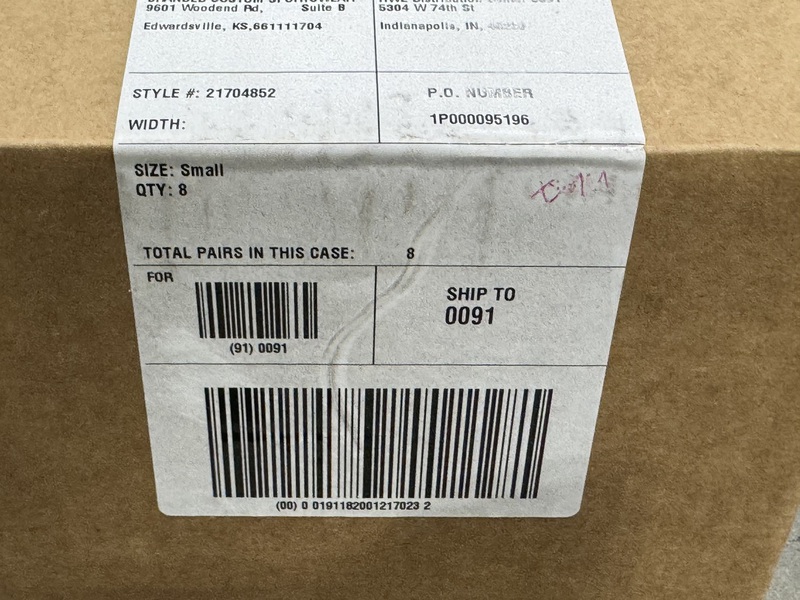 9601 Woodend Rd, Suite B
Edwardsville, KS,661111704
5304 W 74th St
Indianapolis, IN,
STYLE #: 21704852
WIDTH:
P.O. NUMBER
1P000095196
SIZE: Small
QTY: 8
TOTAL PAIRS IN THIS CASE: 8
FOR
(91) 0091
SHIP TO
0091
(00) 0 0191182001217023 2